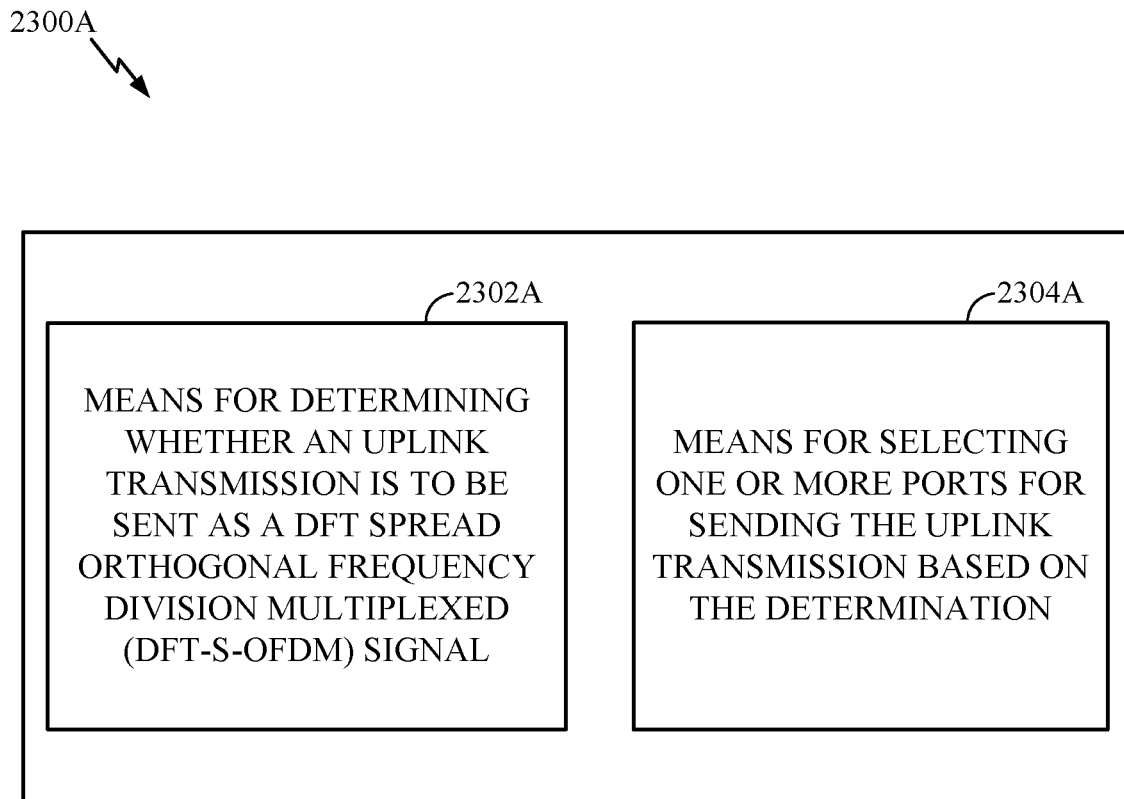 2300A
2302A
MEANS FOR DETERMINING
WHETHER AN UPLINK
TRANSMISSION IS TO BE
SENT AS A DFT SPREAD
ORTHOGONAL FREQUENCY
DIVISION MULTIPLEXED
(DFT-S-OFDM) SIGNAL
2304A
MEANS FOR SELECTING
ONE OR MORE PORTS FOR
SENDING THE UPLINK
TRANSMISSION BASED ON
THE DETERMINATION